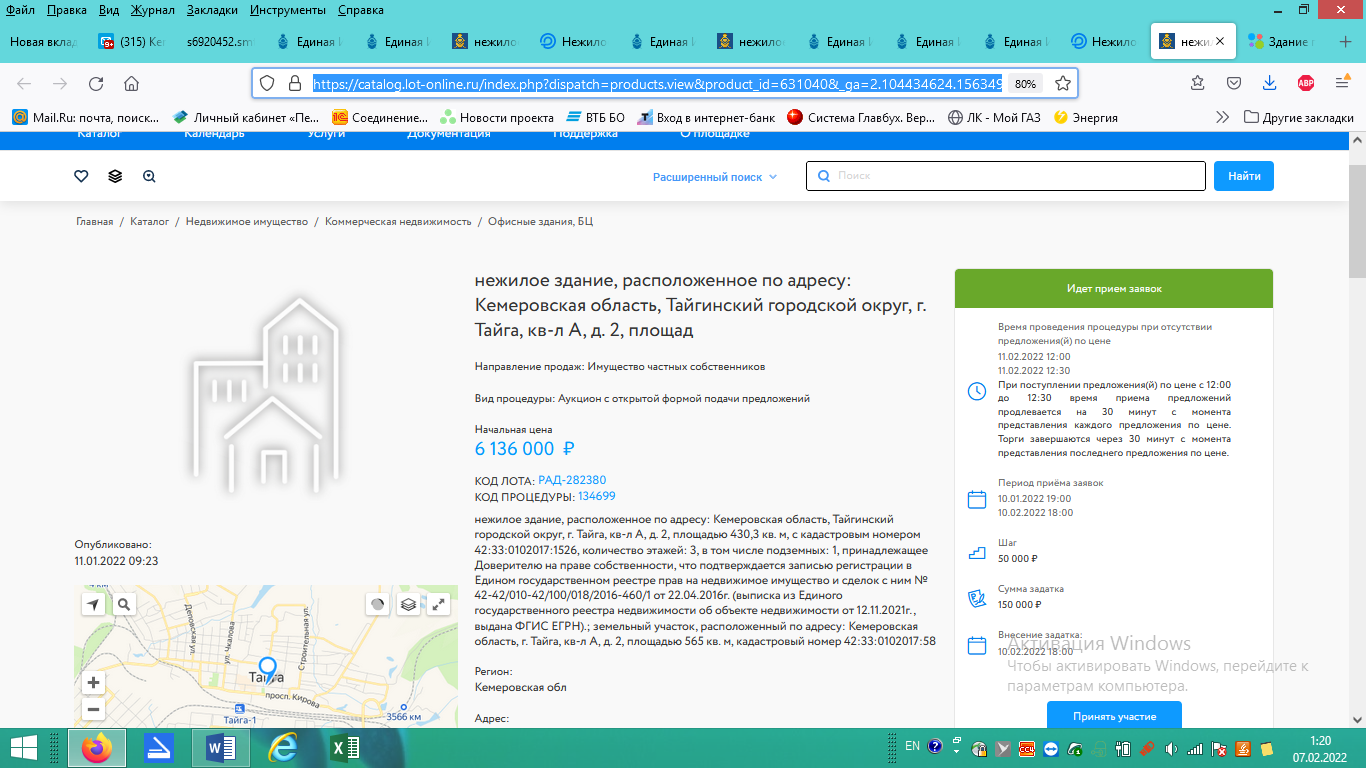 Файл Правка Вид Журнал Закладки Инструменты Справка
Новая вклад (315) Ке s6920452.sm Единая И Единая И нежило Нежило Единая И нежило Единая И Единая И Единая И Нежило нежи Здание
https://catalog.lot-online.ru/index.php?dispatch=products.view&product_id=631040&_ga=2.104434624.156349 80%
Mail.Ru: почта, поиск... Личный кабинет «Пе... Соединение... Новости проекта ВТБ БО Вход в интернет-банк Система Главбух. Вер... ЛК - Мой ГАЗ Энергия Другие закладки
Каталог Календарь Услуги Документация Поддержка О площадке
Расширенный поиск Поиск Найти
Главная / Каталог / Недвижимое имущество / Коммерческая недвижимость / Офисные здания, БЦ
нежилое здание, расположенное по адресу:
Кемеровская область, Тайгинский городской округ, г.
Тайга, кв-л А, д. 2, площад
Направление продаж: Имущество частных собственников
Вид процедуры: Аукцион с открытой формой подачи предложений
Начальная цена
6 136 000 ₽
КОД ЛОТА: РАД-282380
КОД ПРОЦЕДУРЫ: 134699
нежилое здание, расположенное по адресу: Кемеровская область, Тайгинский
городской округ, г. Тайга, кв-л А, д. 2, площадью 430,3 кв. м, с кадастровым номером
42:33:0102017:1526, количество этажей: 3, в том числе подземных: 1, принадлежащее
Доверителю на праве собственности, что подтверждается записью регистрации в
Едином государственном реестре прав на недвижимое имущество и сделок с ним №
42-42/010-42/100/018/2016-460/1 от 22.04.2016г. (выписка из Единого
государственного реестра недвижимости об объекте недвижимости от 12.11.2021г. ,
выдана ФГИС ЕГРН).; земельный участок, расположенный по адресу: Кемеровская
область, г. Тайга, кв-л А, д. 2, площадью 565 кв. м, кадастровый номер 42:33:0102017:58
Регион:
Кемеровская обл
Адрес:
Опубликовано:
11.01.2022 09:23
4 км
Деповская ул.
ул. Чкалова
Строительная ул.
Тайга
просп. Кирова
Тайга-1
3566 км
Идет прием заявок
Время проведения процедуры при отсутствии
предложения(й) по цене
11.02.2022 12:00
11.02.2022 12:30
При поступлении предложения(й) по цене с 12:00
до 12:30 время приема предложений
продлевается на 30 минут с момента
представления каждого предложения по цене.
Торги завершаются через 30 минут с момента
представления последнего предложения по цене.
Период приёма заявок
10.01.2022 19:00
10.02.2022 18:00
Шаг
50 000 ₽
Сумма задатка
150 000 ₽
Внесение задатка:
10.02.2022 18:00
Принять участие
Активация Windows
Чтобы активировать Windows, перейдите к
параметрам компьютера.
EN 1:20
07.02.2022